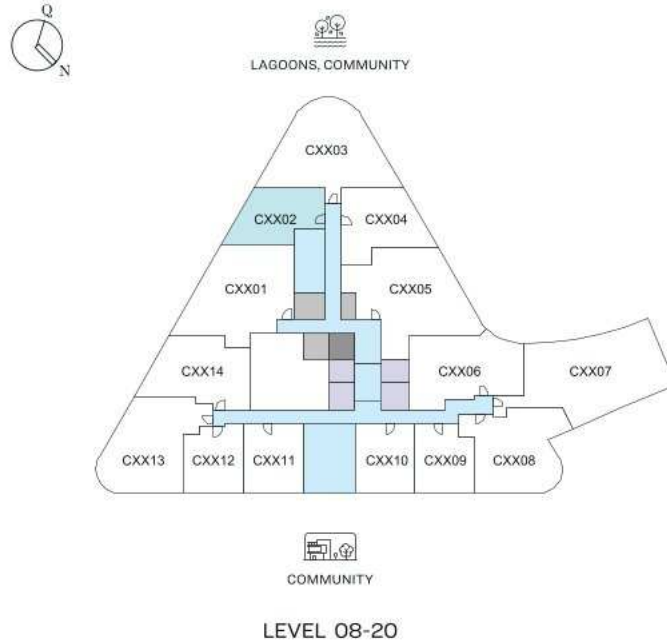 Q
N
LAGOONS, COMMUNITY
CXX03
CXX02
CXX04
CXX01
CXX05
CXX14
CXX06
CXX07
CXX13
CXX12
CXX11
CXX10
CXX09
CXX08
COMMUNITY
LEVEL 08-20